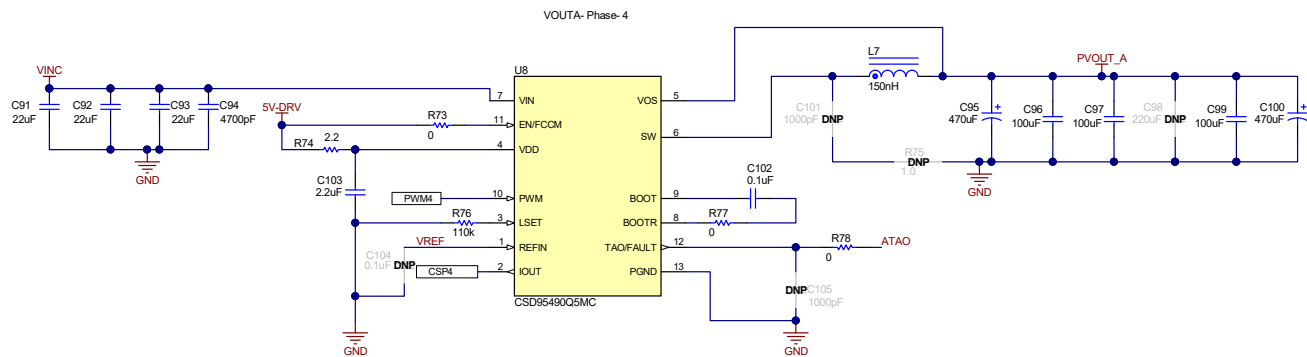 VOUTA- Phase- 4
VINC
C91
22uF
C92
22uF
C93
22uF
C94
4700pF
GND
5V-DRV
R73
0
R74
2.2
C103
2.2uF
PWM4
R76
110k
VREF
C104
0.1uF
DNP
CSP4
GND
U8
7
VIN
11
EN/FCCM
4
VDD
10
PWM
3
LSET
1
REFIN
2
IOUT
VOS
5
SW
6
BOOT
9
BOOTR
8
TAO/FAULT
12
PGND
13
CSD95490Q5MC
C102
0.1uF
R77
0
R78
0
ATAO
DNP
C105
1000pF
GND
L7
150nH
C101
1000pF
DNP
R75
DNP
1.0
PVOUT_A
C95
470uF
C96
100uF
C97
100uF
C98
220uF
DNP
C99
100uF
C100
470uF
GND